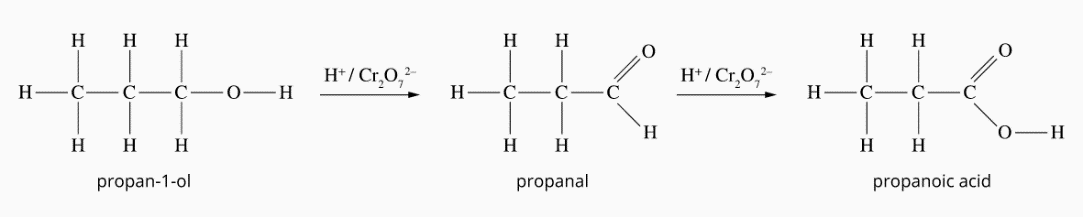 H H H
H C C C O H
H H H
propan-1-ol
H⁺ / Cr₂O₇²⁻
H H O
H C C C
H H H
propanal
H⁺ / Cr₂O₇²⁻
H H O
H C C C
H H O H
propanoic acid